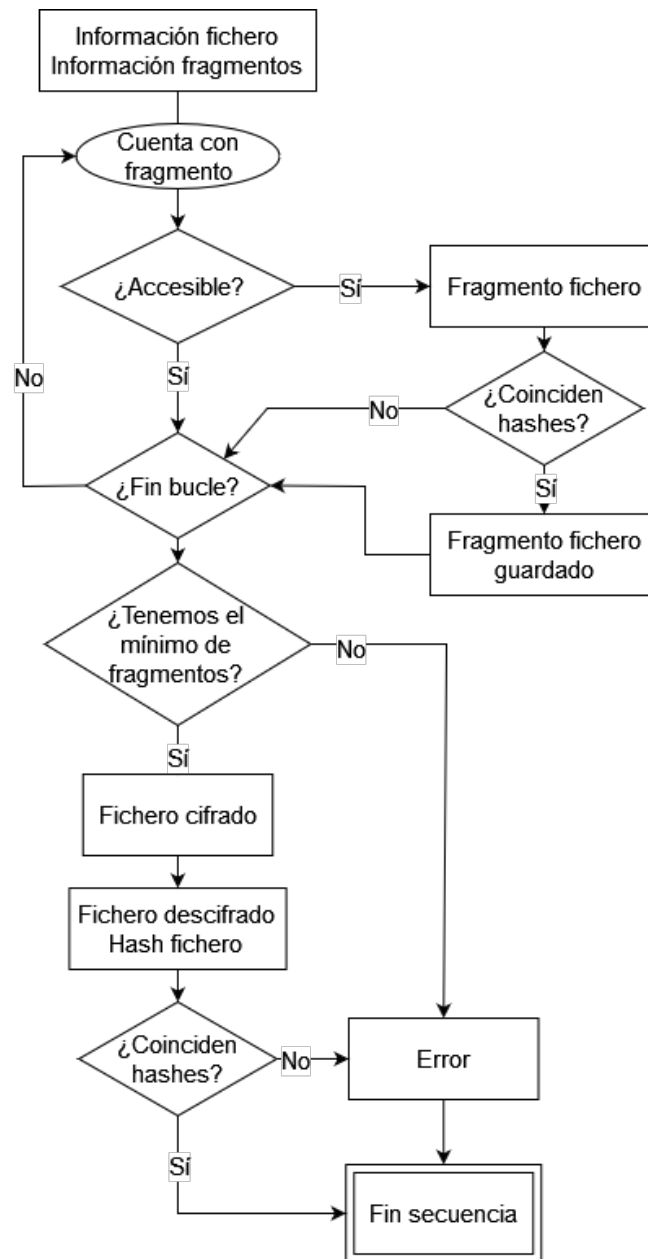 Información fichero
Información fragmentos
Cuenta con
fragmento
¿Accesible?
Sí
Fragmento fichero
Sí
No
¿Coinciden
hashes?
No
Sí
¿Fin bucle?
Fragmento fichero
guardado
¿Tenemos el
mínimo de
fragmentos?
No
Sí
Fichero cifrado
Fichero descifrado
Hash fichero
¿Coinciden
hashes?
No
Error
Sí
Fin secuencia